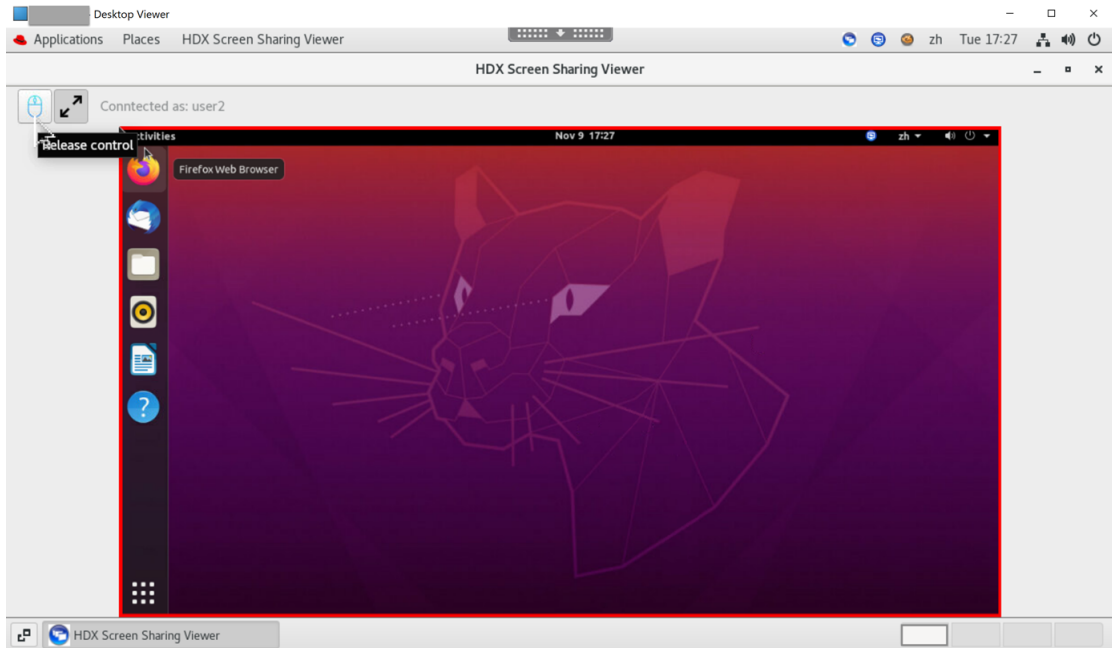 Desktop Viewer
Applications Places HDX Screen Sharing Viewer zh Tue 17:27
HDX Screen Sharing Viewer
Conntected as: user2
Release control
tivities Nov 9 17:27 zh
Firefox Web Browser
?
HDX Screen Sharing Viewer